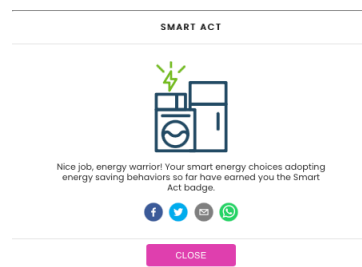 SMART ACT
Nice job, energy warrior! Your smart energy choices adopting
energy saving behaviors so far have earned you the Smart
Act badge.
CLOSE